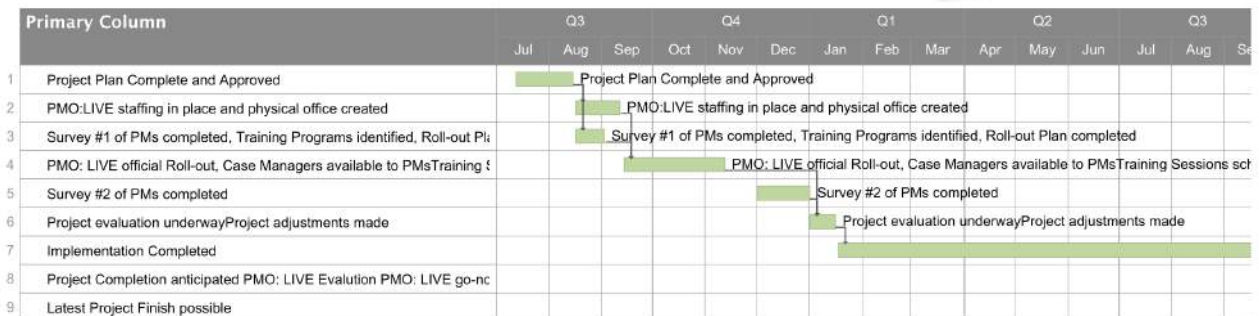 Primary Column
Q3 Q4 Q1 Q2 Q3
Jul Aug Sep Oct Nov Dec Jan Feb Mar Apr May Jun Jul Aug Se
1 Project Plan Complete and Approved Project Plan Complete and Approved
2 PMO:LIVE staffing in place and physical office created PMO:LIVE staffing in place and physical office created
3 Survey #1 of PMs completed, Training Programs identified, Roll-out Pla Survey #1 of PMs completed, Training Programs identified, Roll-out Plan completed
4 PMO: LIVE official Roll-out, Case Managers available to PMsTraining S PMO: LIVE official Roll-out, Case Managers available to PMsTraining Sessions sch
5 Survey #2 of PMs completed Survey #2 of PMs completed
6 Project evaluation underwayProject adjustments made Project evaluation underwayProject adjustments made
7 Implementation Completed
8 Project Completion anticipated PMO: LIVE Evalution PMO: LIVE go-nc
9 Latest Project Finish possible